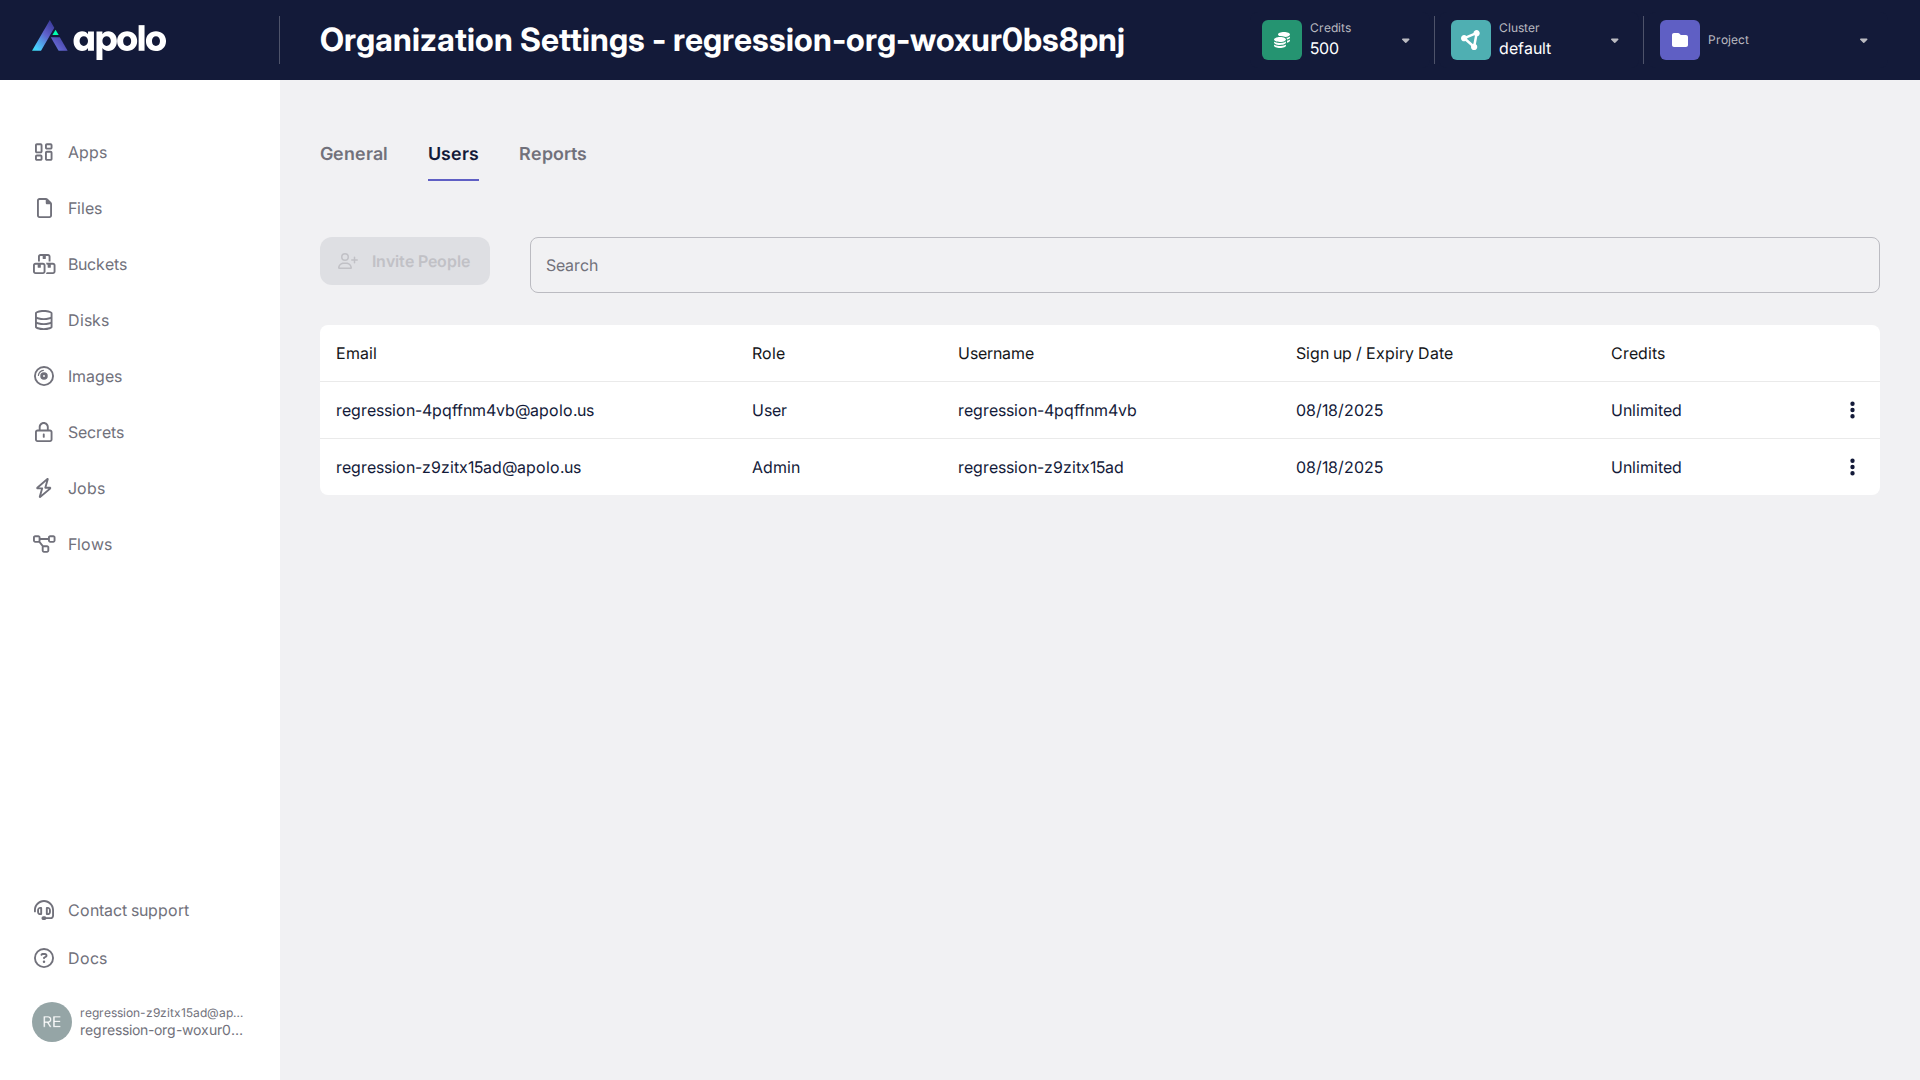 apolo
Organization Settings - regression-org-woxur0bs8pnj
Credits
500
Cluster
default
Project
Apps
Files
Buckets
Disks
Images
Secrets
Jobs
Flows
General Users Reports
Invite People
Search
Email Role Username Sign up / Expiry Date Credits
regression-4pqffnm4vb@apolo.us User regression-4pqffnm4vb 08/18/2025 Unlimited
regression-z9zitx15ad@apolo.us Admin regression-z9zitx15ad 08/18/2025 Unlimited
Contact support
Docs
RE
regression-z9zitx15ad@ap...
regression-org-woxur0...